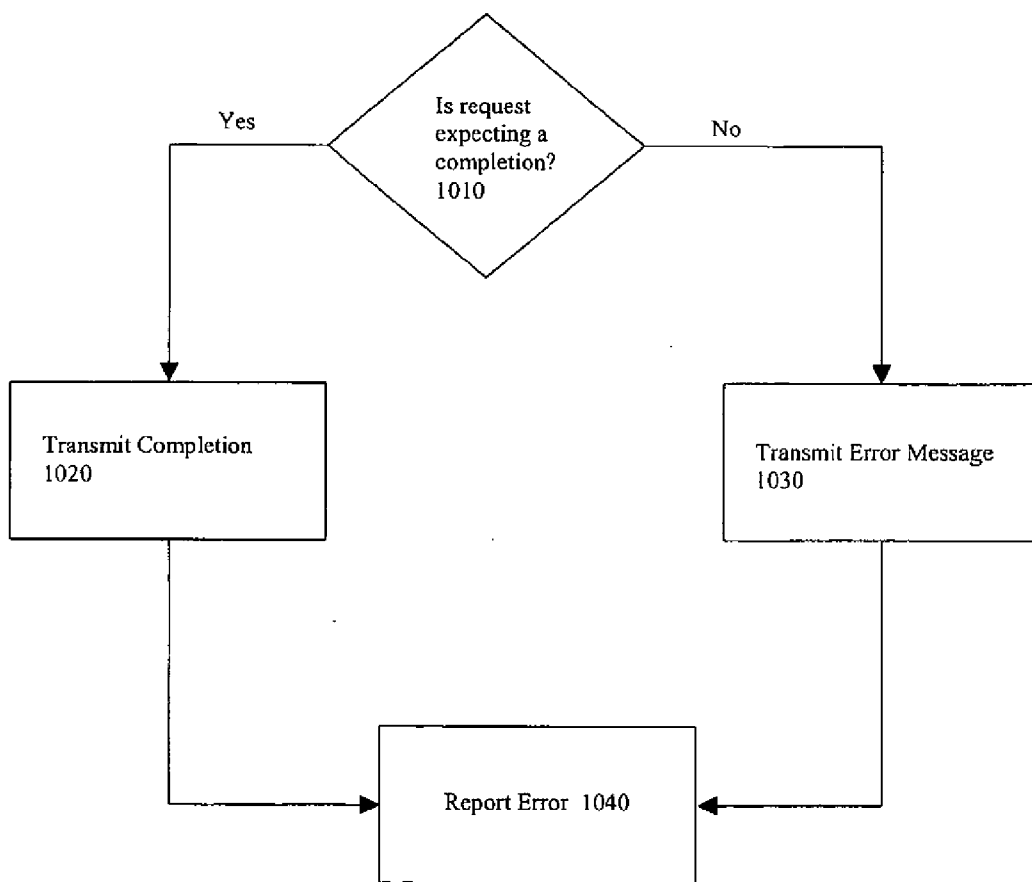 Is request
expecting a
completion?
1010
Yes
No
Transmit Completion
1020
Transmit Error Message
1030
Report Error 1040